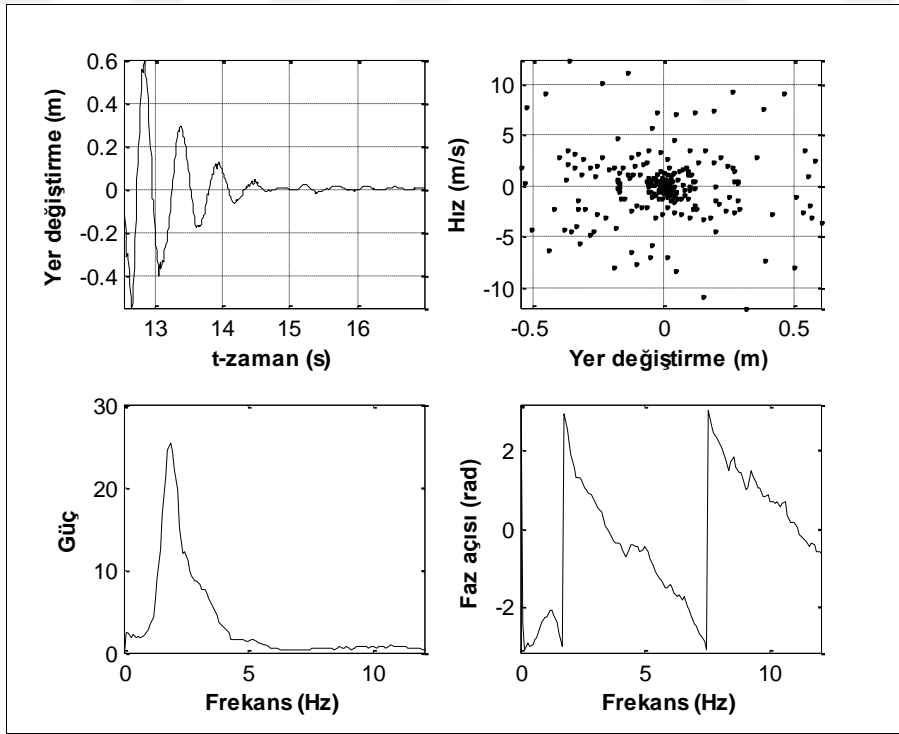 0.6
0.4
0.2
0
-0.2
-0.4
13 14 15 16
Yer değiştirme (m)
t-zaman (s)
10
5
0
-5
-10
-0.5 0 0.5
Hız (m/s)
Yer değiştirme (m)
30
20
10
0
0 5 10
Güç
Frekans (Hz)
2
0
-2
0 5 10
Faz açısı (rad)
Frekans (Hz)